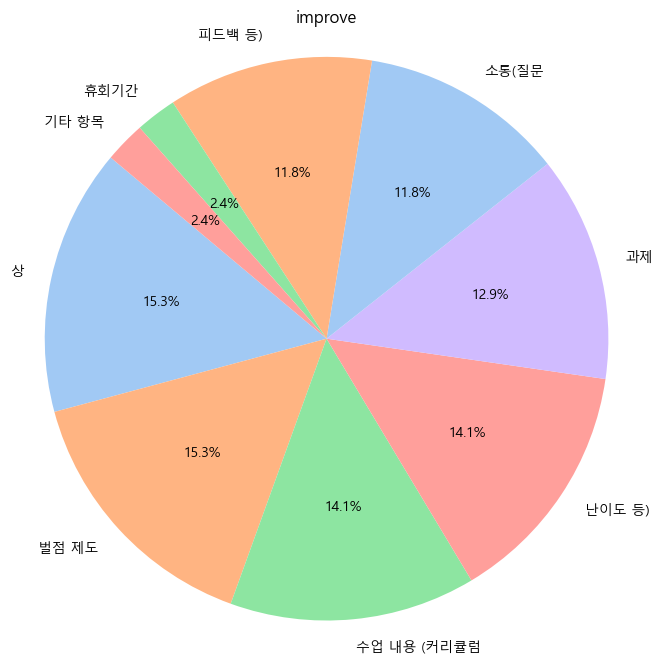 improve
피드백 등)
소통(질문
휴회기간
기타 항목
11.8%
11.8%
2.4%
2.4%
과제
상
15.3%
12.9%
15.3%
14.1%
14.1%
난이도 등)
벌점 제도
수업 내용 (커리큘럼